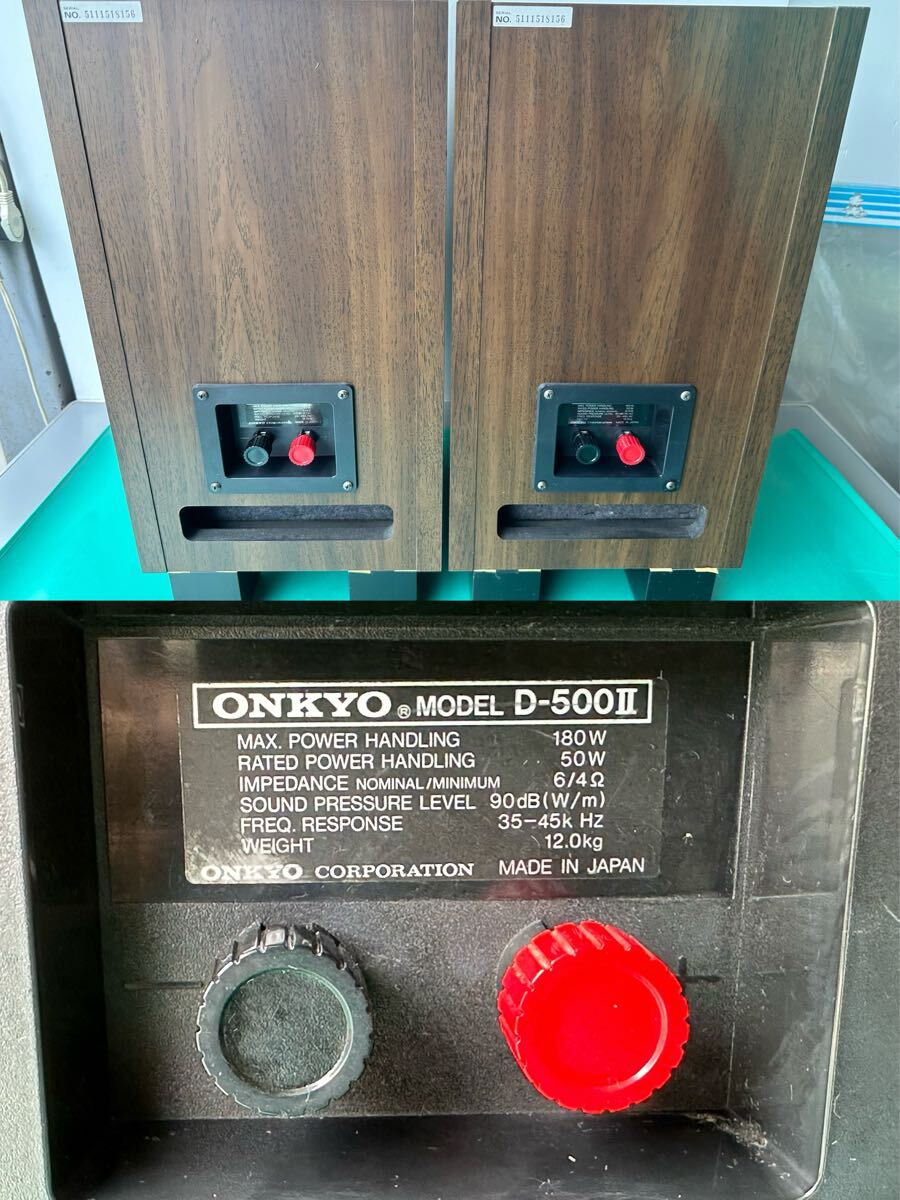 SERIAL
NO. 5111518156
SERIAL
NO. 5111518156
ONKYO ® MODEL D-500II
MAX. POWER HANDLING 180W
RATED POWER HANDLING 50W
IMPEDANCE NOMINAL/MINIMUM 6/4Ω
SOUND PRESSURE LEVEL 90dB(W/m)
FREQ. RESPONSE 35-45k Hz
WEIGHT 12.0kg
ONKYO CORPORATION MADE IN JAPAN
- +